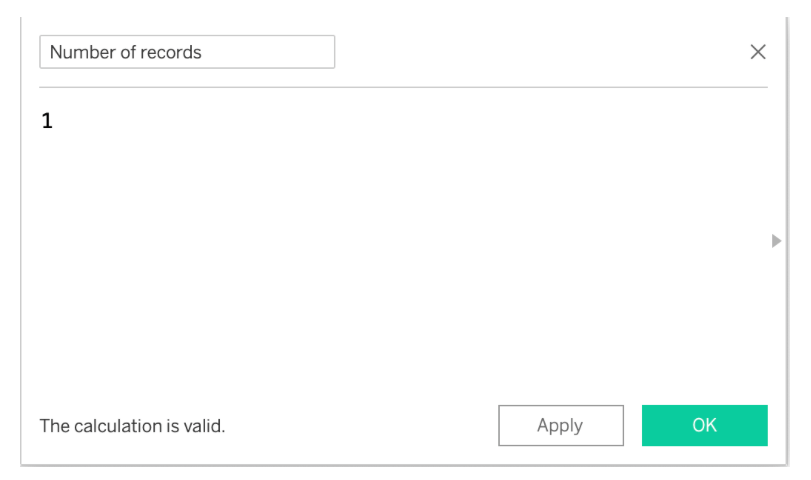 Number of records
1
The calculation is valid.
Apply
OK